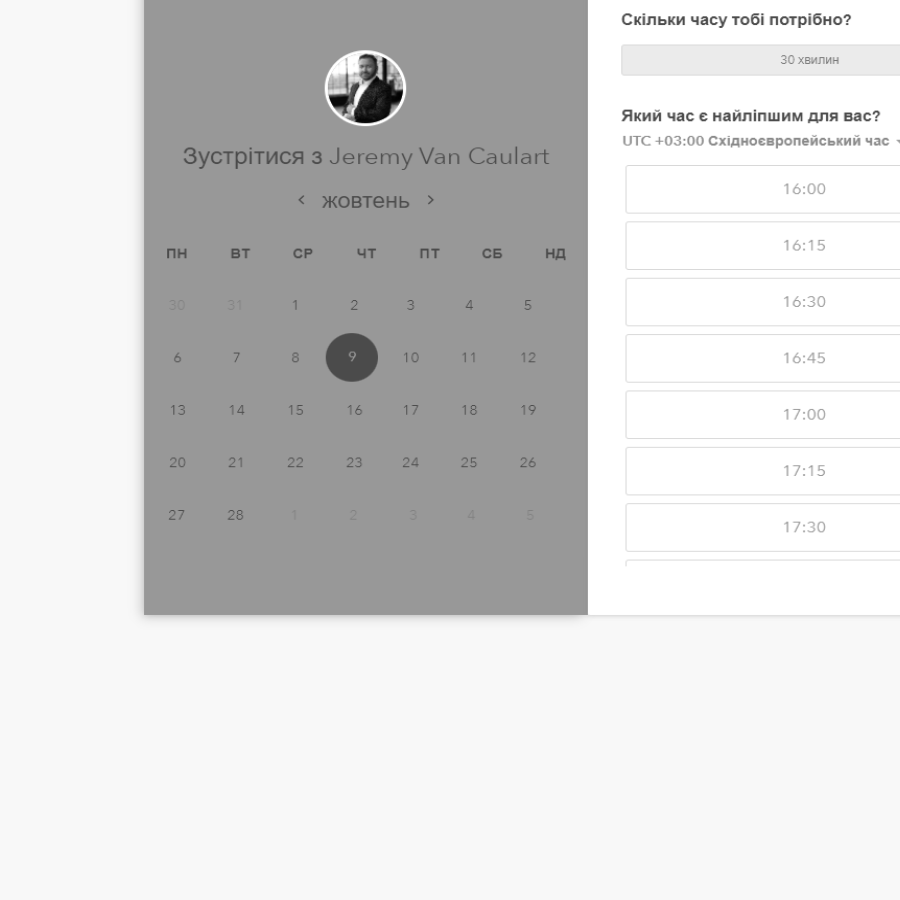 Зустрітися з Jeremy Van Caulart
жовтень
ПН ВТ СР ЧТ ПТ СБ НД
30 31 1 2 3 4 5
6 7 8 9 10 11 12
13 14 15 16 17 18 19
20 21 22 23 24 25 26
27 28 1 2 3 4 5
Скільки часу тобі потрібно?
30 хвилин
Який час є найліпшим для вас?
UTC +03:00 Східноєвропейський час
16:00
16:15
16:30
16:45
17:00
17:15
17:30